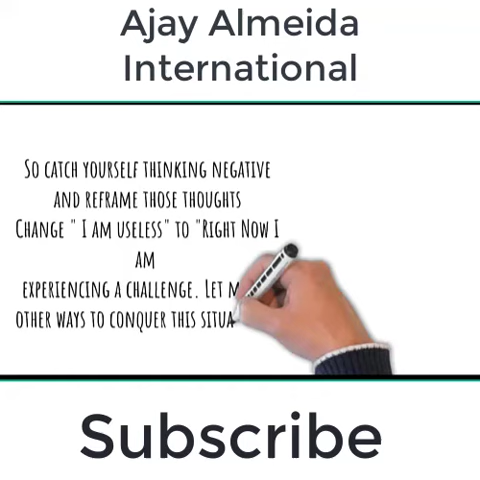 Ajay Almeida
International
So catch yourself thinking negative
and reframe those thoughts
Change " I am useless" to "Right Now I
am
experiencing a challenge. Let
other ways to conquer this
Subscribe